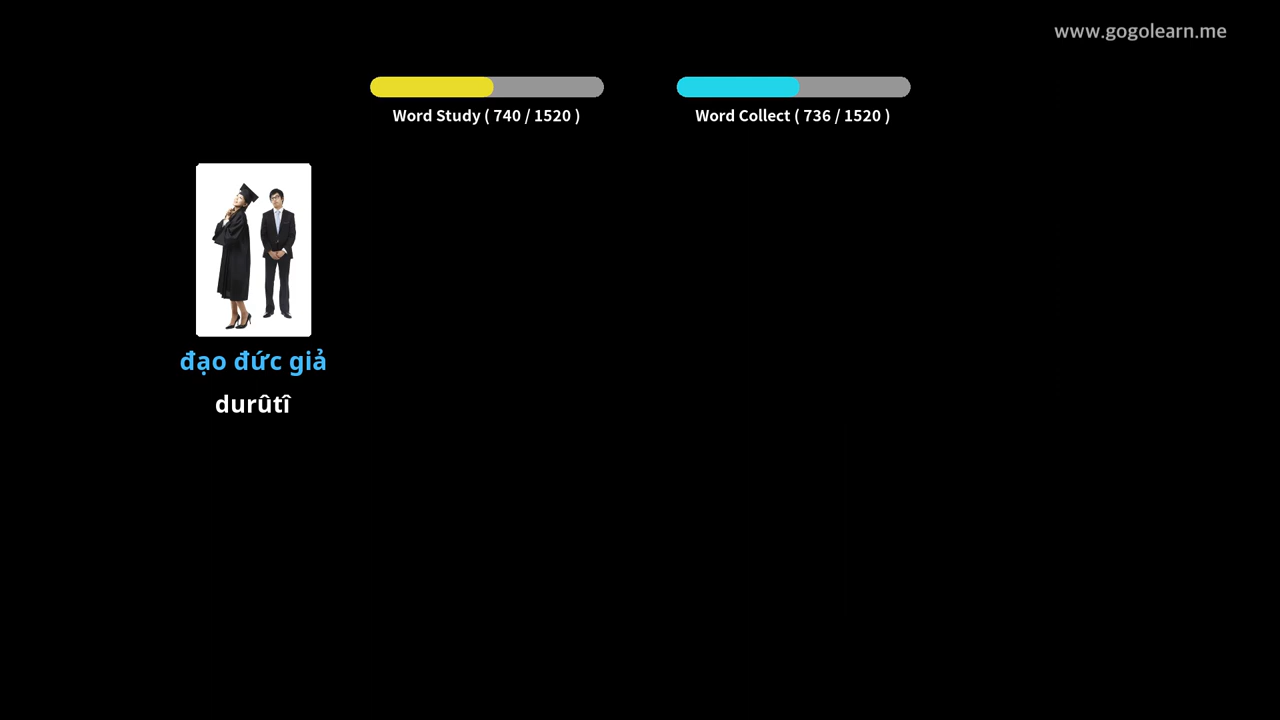 www.gogolearn.me
Word Study ( 740 / 1520 )
Word Collect ( 736 / 1520 )
đạo đức giả
durûtî